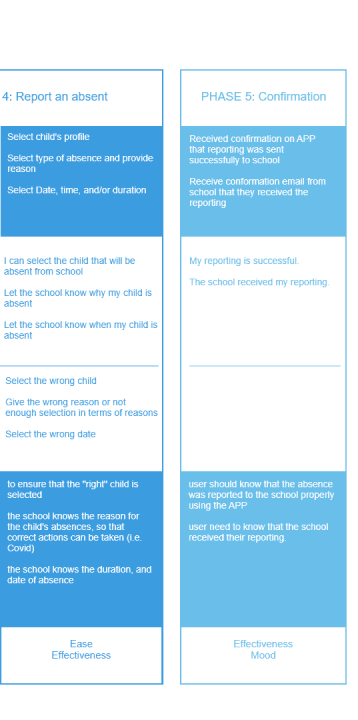 4: Report an absent
Select child's profile
Select type of absence and provide
reason
Select Date, time, and/or duration
I can select the child that will be
absent from school
Let the school know why my child is
absent
Let the school know when my child is
absent
Select the wrong child
Give the wrong reason or not
enough selection in terms of reasons
Select the wrong date
to ensure that the "right" child is
selected
the school knows the reason for
the child's absences, so that
correct actions can be taken (i.e.
Covid)
the school knows the duration, and
date of absence
Ease
Effectiveness
PHASE 5: Confirmation
Received confirmation on APP
that reporting was sent
successfully to school
Receive conformation email from
school that they received the
reporting
My reporting is successful.
The school received my reporting.
user should know that the absence
was reported to the school properly
using the APP
user need to know that the school
received their reporting.
Effectiveness
Mood